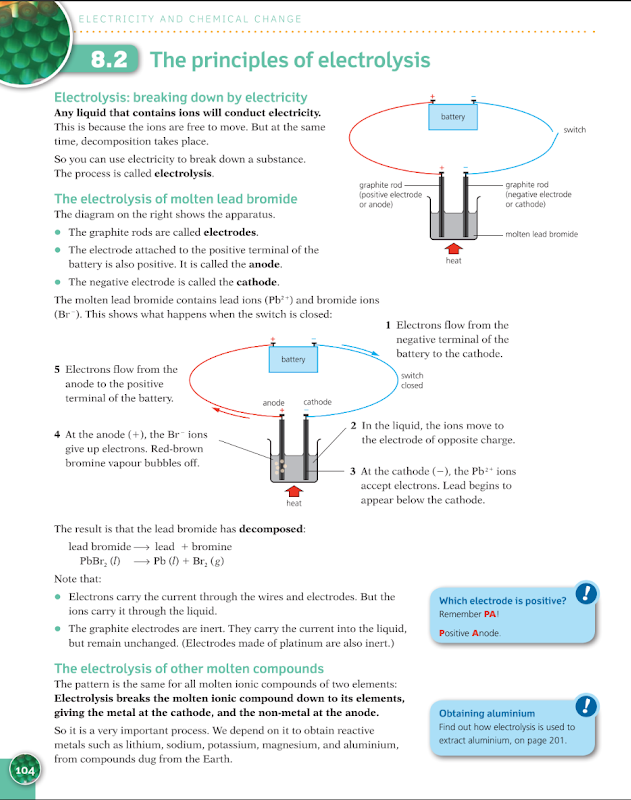 ELECTRICITY AND CHEMICAL CHANGE
8.2 The principles of electrolysis
Electrolysis: breaking down by electricity
Any liquid that contains ions will conduct electricity.
This is because the ions are free to move. But at the same
time, decomposition takes place.
So you can use electricity to break down a substance.
The process is called electrolysis.
The electrolysis of molten lead bromide
The diagram on the right shows the apparatus.
• The graphite rods are called electrodes.
• The electrode attached to the positive terminal of the
battery is also positive. It is called the anode.
• The negative electrode is called the cathode.
+
−
battery
switch
+
−
graphite rod
(positive electrode
or anode)
graphite rod
(negative electrode
or cathode)
molten lead bromide
heat
The molten lead bromide contains lead ions (Pb²⁺) and bromide ions
(Br⁻). This shows what happens when the switch is closed:
1 Electrons flow from the
negative terminal of the
battery to the cathode.
+
−
battery
switch
closed
5 Electrons flow from the
anode to the positive
terminal of the battery.
anode
cathode
+
−
2 In the liquid, the ions move to
the electrode of opposite charge.
4 At the anode (+), the Br⁻ ions
give up electrons. Red-brown
bromine vapour bubbles off.
3 At the cathode (−), the Pb²⁺ ions
accept electrons. Lead begins to
appear below the cathode.
heat
The result is that the lead bromide has decomposed:
lead bromide ⟶ lead + bromine
PbBr₂ (l) ⟶ Pb (l) + Br₂ (g)
Note that:
• Electrons carry the current through the wires and electrodes. But the
ions carry it through the liquid.
• The graphite electrodes are inert. They carry the current into the liquid,
but remain unchanged. (Electrodes made of platinum are also inert.)
!
Which electrode is positive?
Remember PA!
Positive Anode.
The electrolysis of other molten compounds
The pattern is the same for all molten ionic compounds of two elements:
Electrolysis breaks the molten ionic compound down to its elements,
giving the metal at the cathode, and the non-metal at the anode.
So it is a very important process. We depend on it to obtain reactive
metals such as lithium, sodium, potassium, magnesium, and aluminium,
from compounds dug from the Earth.
!
Obtaining aluminium
Find out how electrolysis is used to
extract aluminium, on page 201.
104